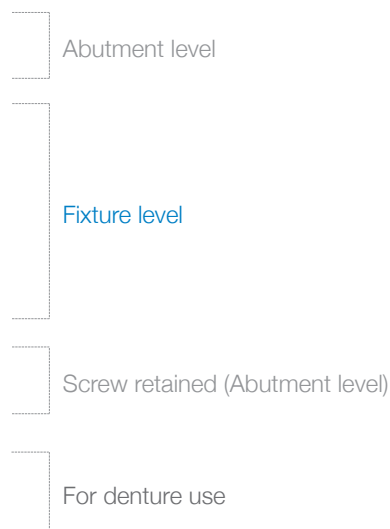 Abutment level
Fixture level
Screw retained (Abutment level)
For denture use